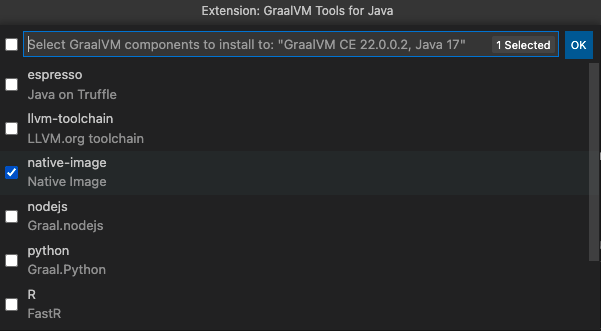 Extension: GraalVM Tools for Java
Select GraalVM components to install to: "GraalVM CE 22.0.0.2, Java 17"
1 Selected
OK
espresso
Java on Truffle
llvm-toolchain
LLVM.org toolchain
native-image
Native Image
nodejs
Graal.nodejs
python
Graal.Python
R
FastR